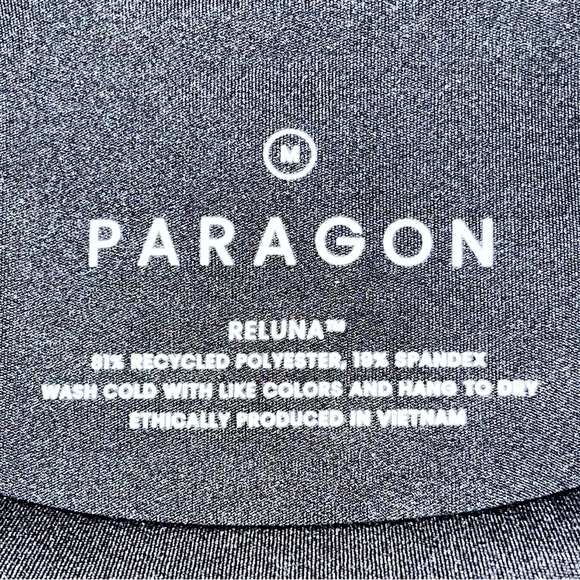 M
PARAGON
RELUNA™
81% RECYCLED POLYESTER, 19% SPANDEX
WASH COLD WITH LIKE COLORS AND HANG TO DRY
ETHICALLY PRODUCED IN VIETNAM